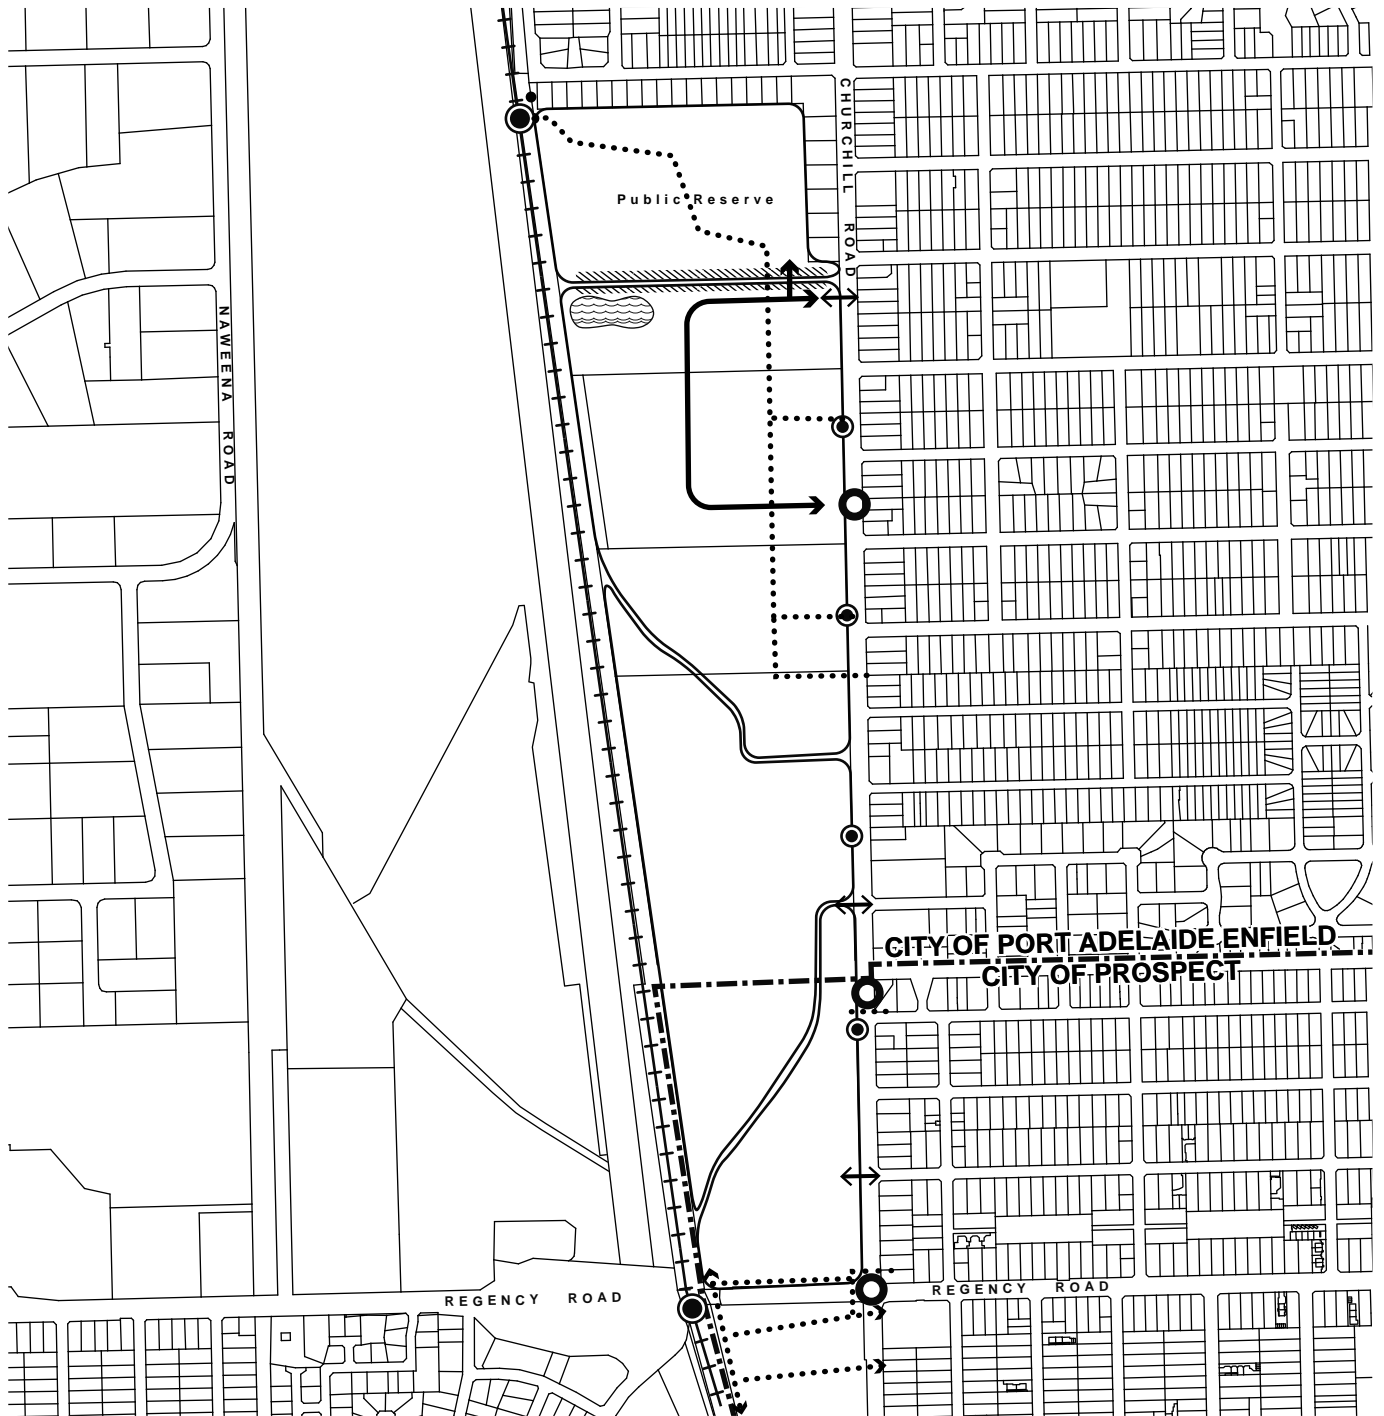 CHURCHILL ROAD
Public Reserve
NAWEENA ROAD
CITY OF PORT ADELAIDE ENFIELD
CITY OF PROSPECT
REGENCY ROAD
REGENCY ROAD